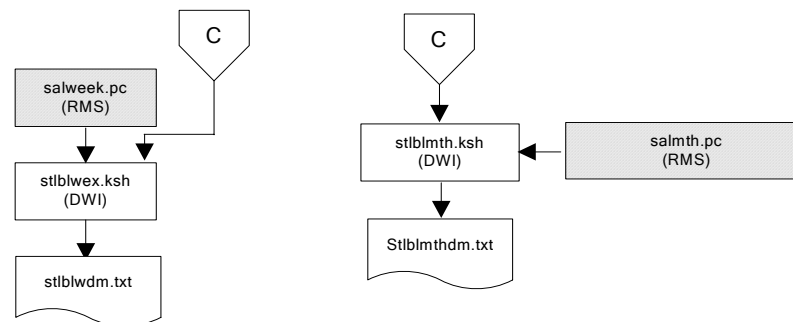 C
salweek.pc
(RMS)
stlblwex.ksh
(DWI)
stlblwdm.txt
C
stlblmth.ksh
(DWI)
salmth.pc
(RMS)
Stlblmthdm.txt